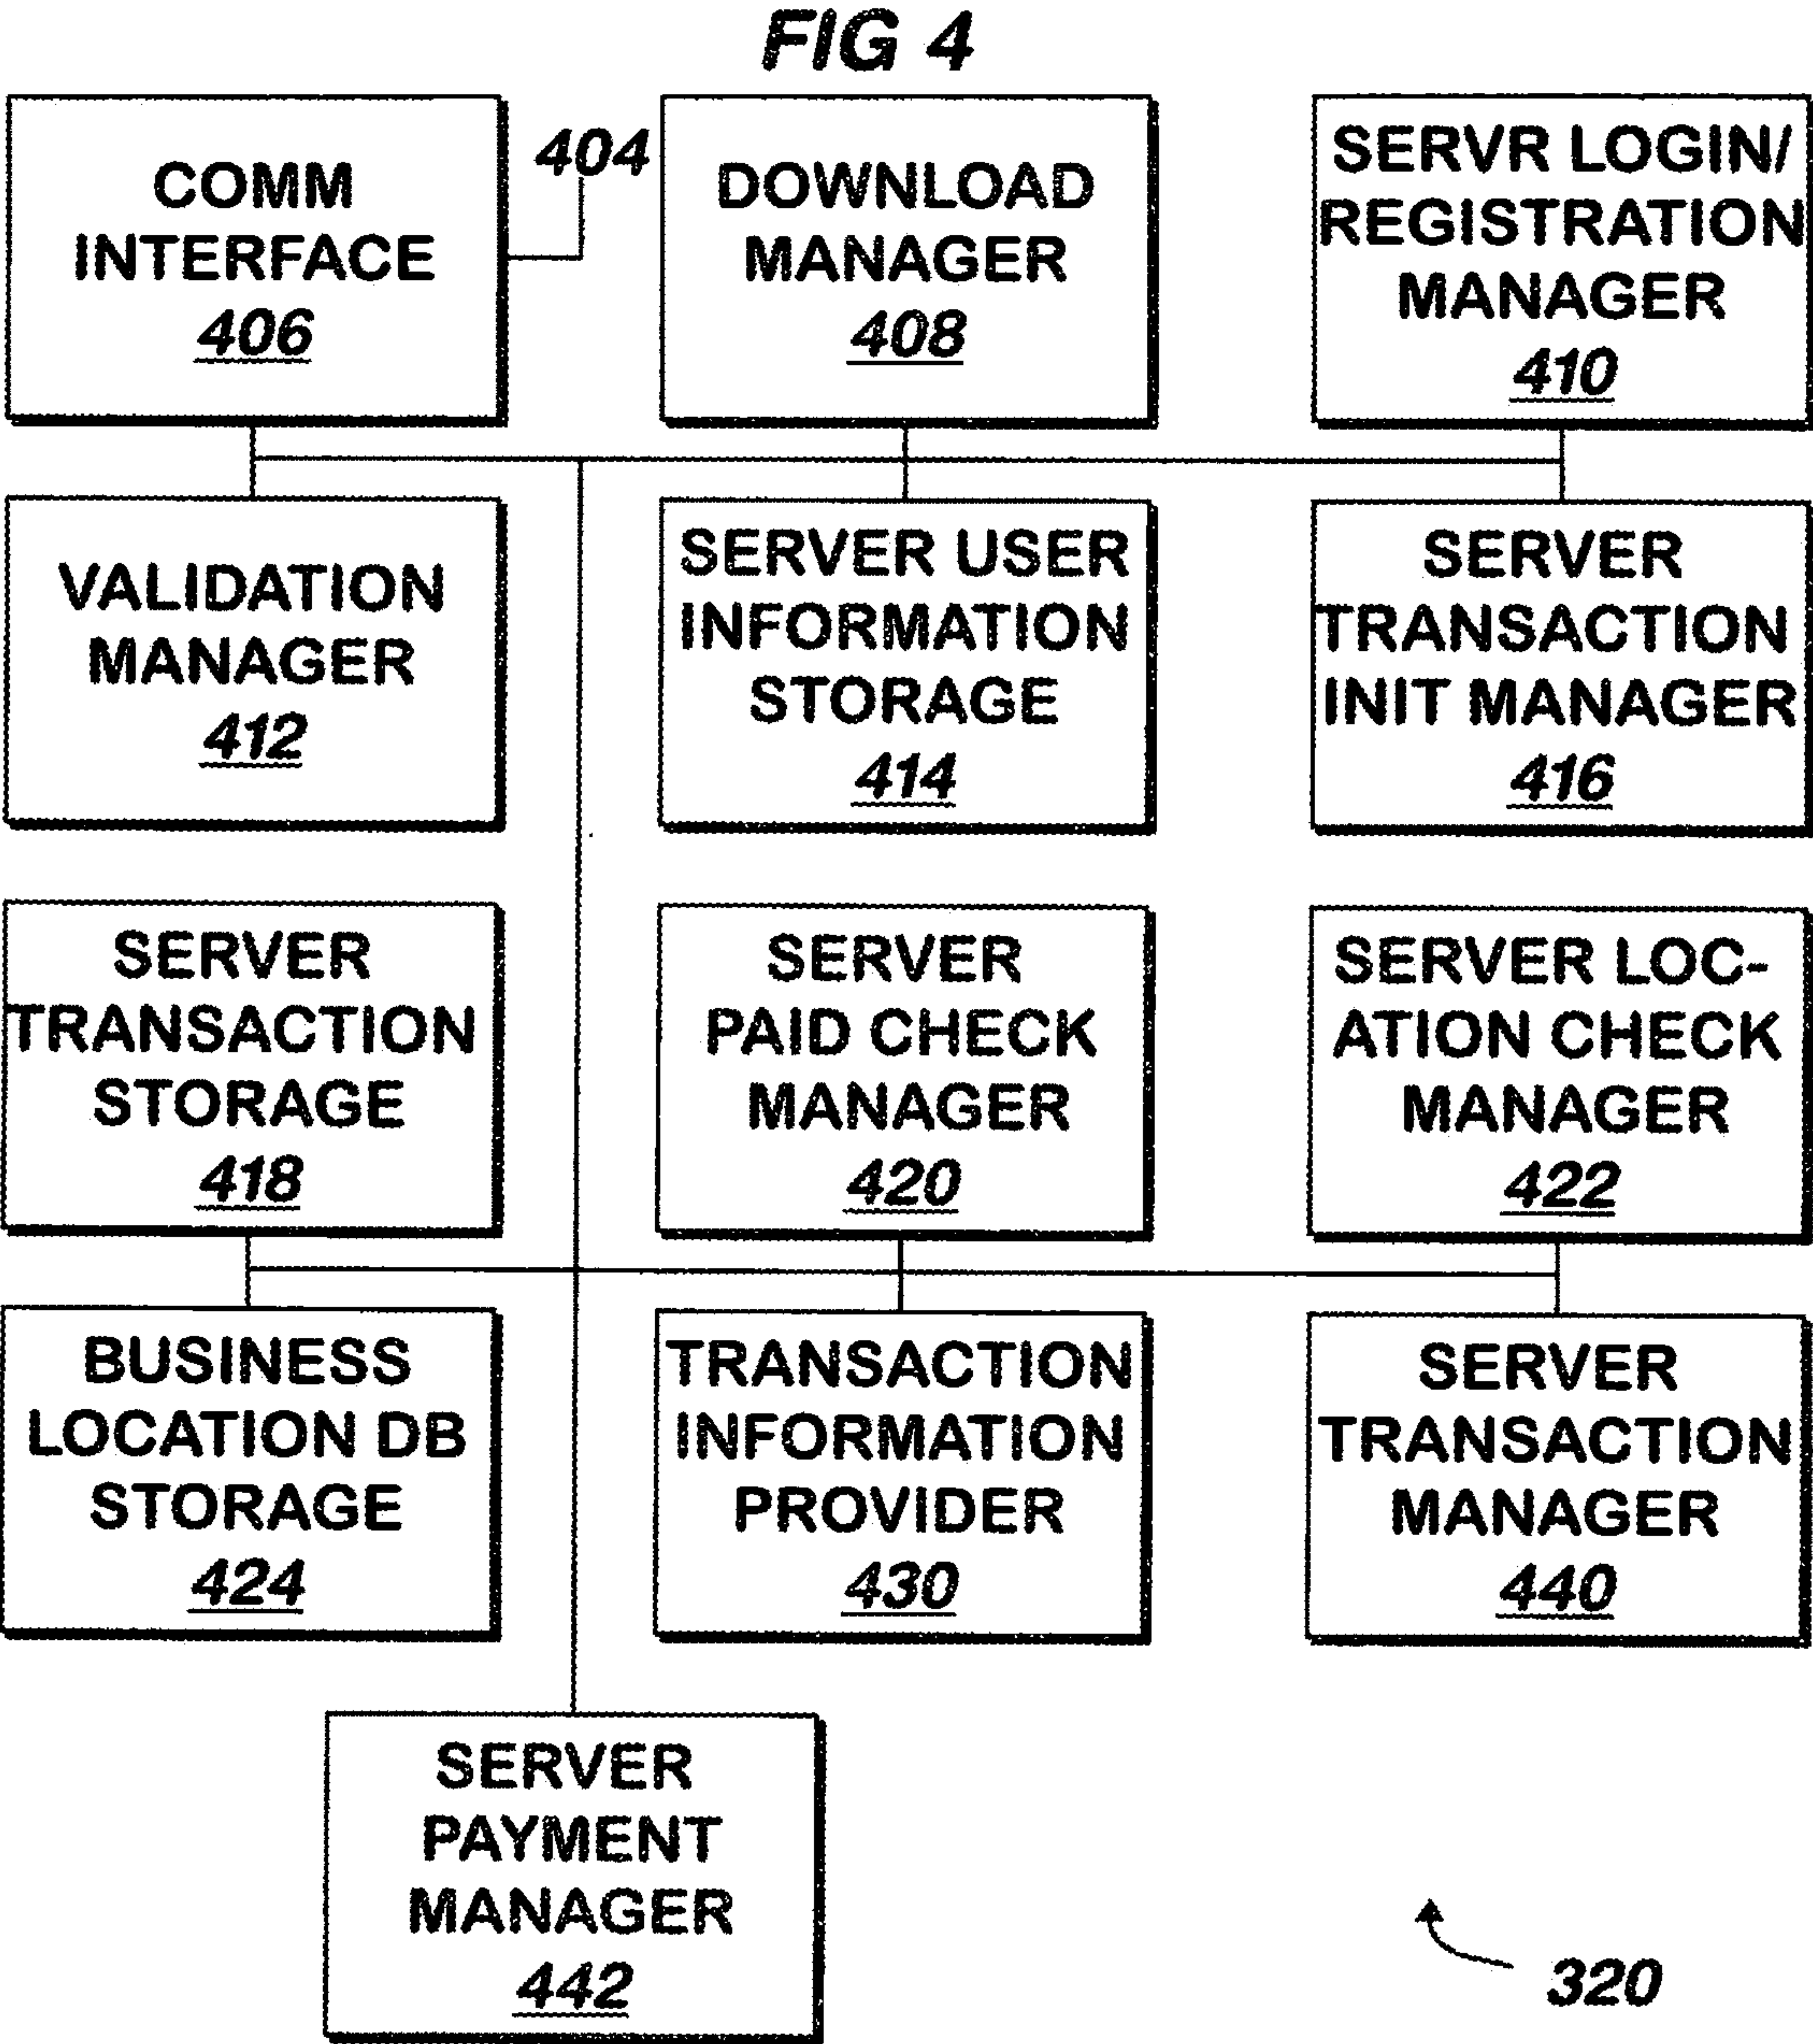 FIG 4
COMM
INTERFACE
406
404
DOWNLOAD
MANAGER
408
SERVR LOGIN/
REGISTRATION
MANAGER
410
VALIDATION
MANAGER
412
SERVER USER
INFORMATION
STORAGE
414
SERVER
TRANSACTION
INIT MANAGER
416
SERVER
TRANSACTION
STORAGE
418
SERVER
PAID CHECK
MANAGER
420
SERVER LOC-
ATION CHECK
MANAGER
422
BUSINESS
LOCATION DB
STORAGE
424
TRANSACTION
INFORMATION
PROVIDER
430
SERVER
TRANSACTION
MANAGER
440
SERVER
PAYMENT
MANAGER
442
320